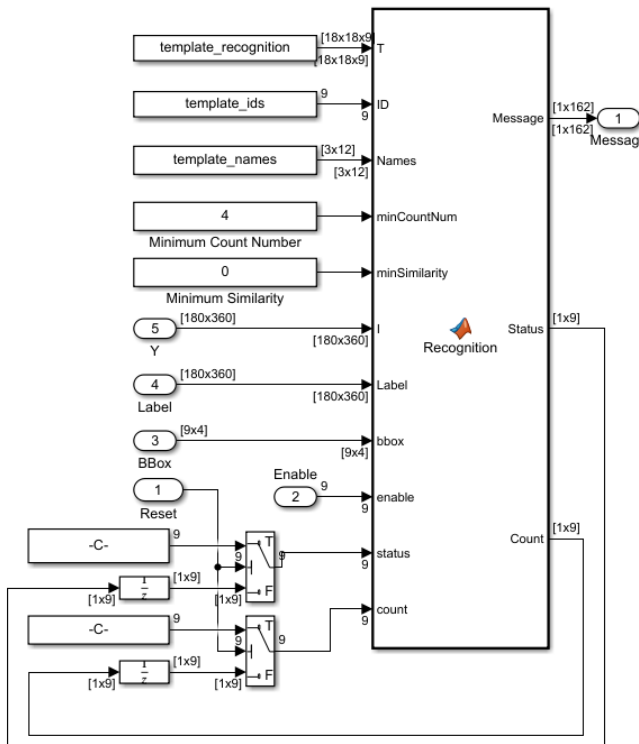 template_recognition
[18x18x9]
[18x18x9]
T
template_ids
9
9
ID
template_names
[3x12]
[3x12]
Names
4
Minimum Count Number
minCountNum
0
Minimum Similarity
minSimilarity
5
Y
[180x360]
[180x360]
I
4
Label
[180x360]
[180x360]
Label
3
BBox
[9x4]
[9x4]
bbox
Enable
2
9
9
enable
1
Reset
-C-
9
9
T
F
9
status
9
1
z
[1x9]
[1x9]
[1x9]
-C-
9
9
T
F
9
count
9
1
z
[1x9]
[1x9]
[1x9]
Recognition
Message
[1x162]
[1x162]
1
Messag
Status
[1x9]
Count
[1x9]